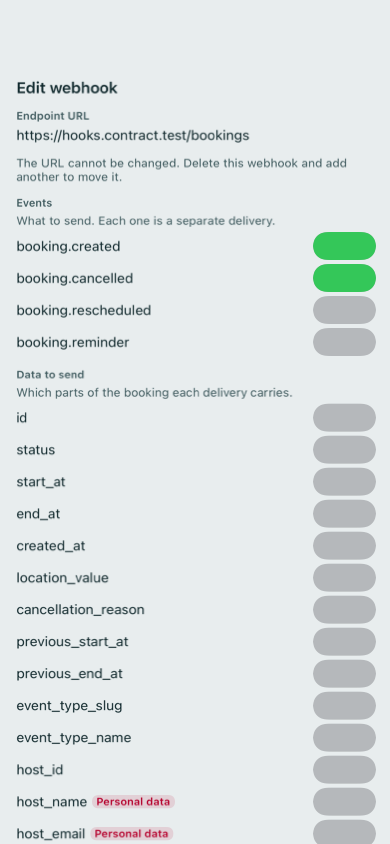 Edit webhook
Endpoint URL
https://hooks.contract.test/bookings
The URL cannot be changed. Delete this webhook and add
another to move it.
Events
What to send. Each one is a separate delivery.
booking.created
booking.cancelled
booking.rescheduled
booking.reminder
Data to send
Which parts of the booking each delivery carries.
id
status
start_at
end_at
created_at
location_value
cancellation_reason
previous_start_at
previous_end_at
event_type_slug
event_type_name
host_id
host_name Personal data
host_email Personal data